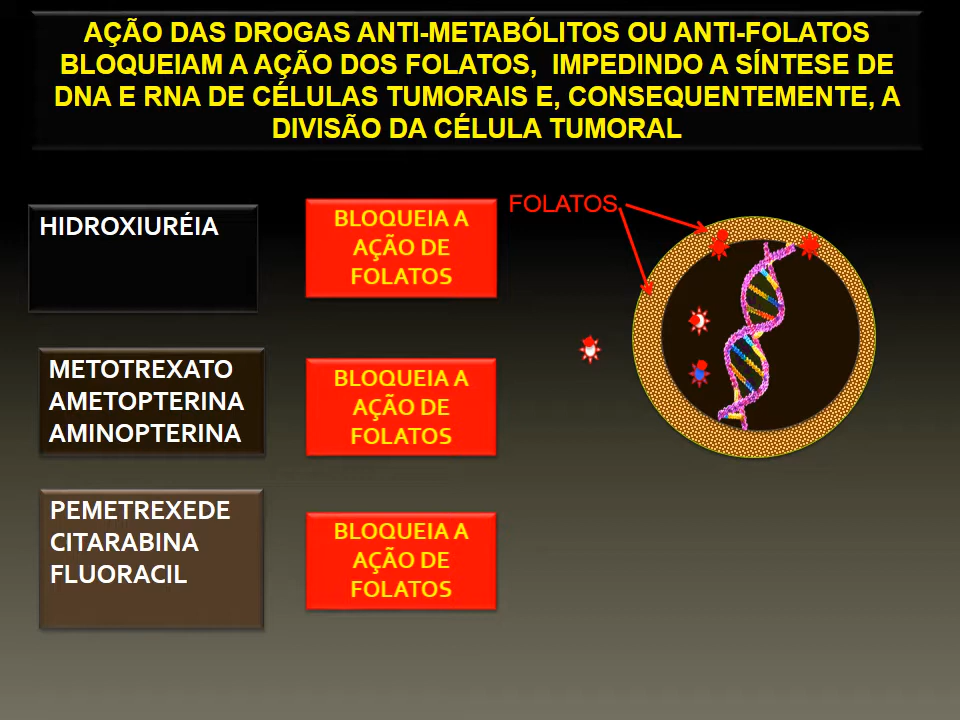 AÇÃO DAS DROGAS ANTI-METABÓLITOS OU ANTI-FOLATOS
BLOQUEIAM A AÇÃO DOS FOLATOS, IMPEDINDO A SÍNTESE DE
DNA E RNA DE CÉLULAS TUMORAIS E, CONSEQUENTEMENTE, A
DIVISÃO DA CÉLULA TUMORAL
HIDROXIURÉIA
BLOQUEIA A
AÇÃO DE
FOLATOS
FOLATOS
METOTREXATO
AMETOPTERINA
AMINOPTERINA
BLOQUEIA A
AÇÃO DE
FOLATOS
PEMETREXEDE
CITARABINA
FLUORACIL
BLOQUEIA A
AÇÃO DE
FOLATOS